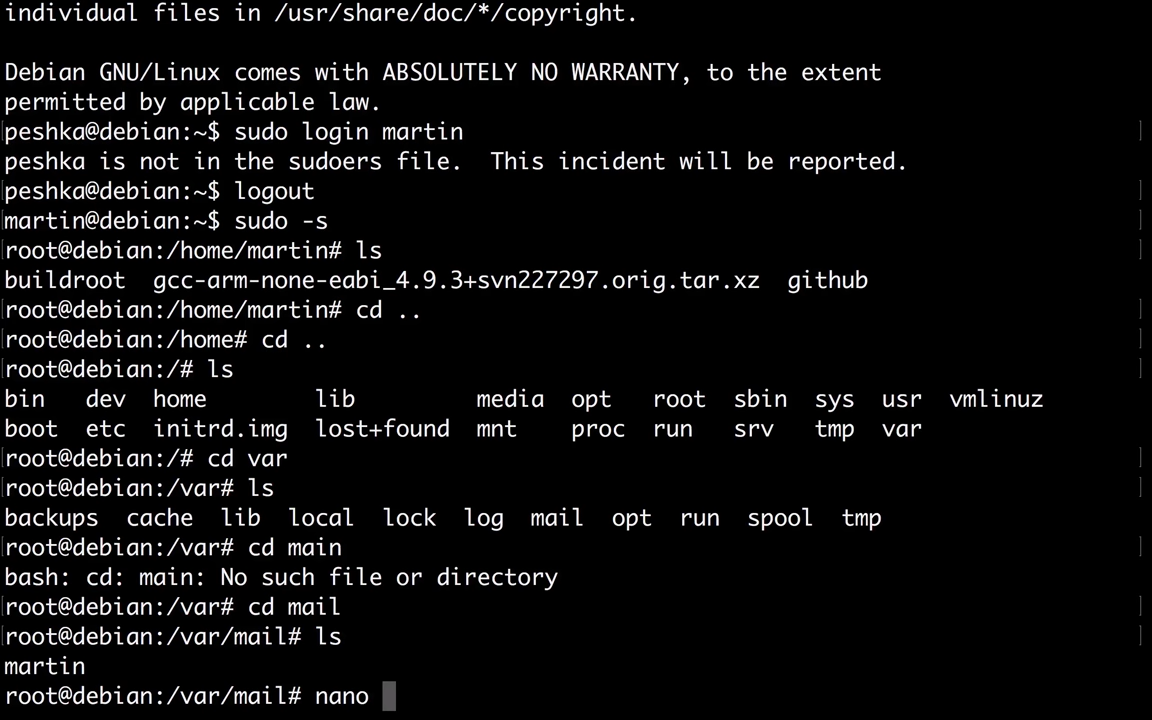 individual files in /usr/share/doc/*/copyright.
Debian GNU/Linux comes with ABSOLUTELY NO WARRANTY, to the extent
permitted by applicable law.
peshka@debian:~$ sudo login martin
peshka is not in the sudoers file.  This incident will be reported.
peshka@debian:~$ logout
martin@debian:~$ sudo -s
root@debian:/home/martin# ls
buildroot  gcc-arm-none-eabi_4.9.3+svn227297.orig.tar.xz  github
root@debian:/home/martin# cd ..
root@debian:/home# cd ..
root@debian:/# ls
bin   dev  home        lib         media  opt   root  sbin  sys  usr  vmlinuz
boot  etc  initrd.img  lost+found  mnt    proc  run   srv   tmp  var
root@debian:/# cd var
root@debian:/var# ls
backups  cache  lib  local  lock  log  mail  opt  run  spool  tmp
root@debian:/var# cd main
bash: cd: main: No such file or directory
root@debian:/var# cd mail
root@debian:/var/mail# ls
martin
root@debian:/var/mail# nano